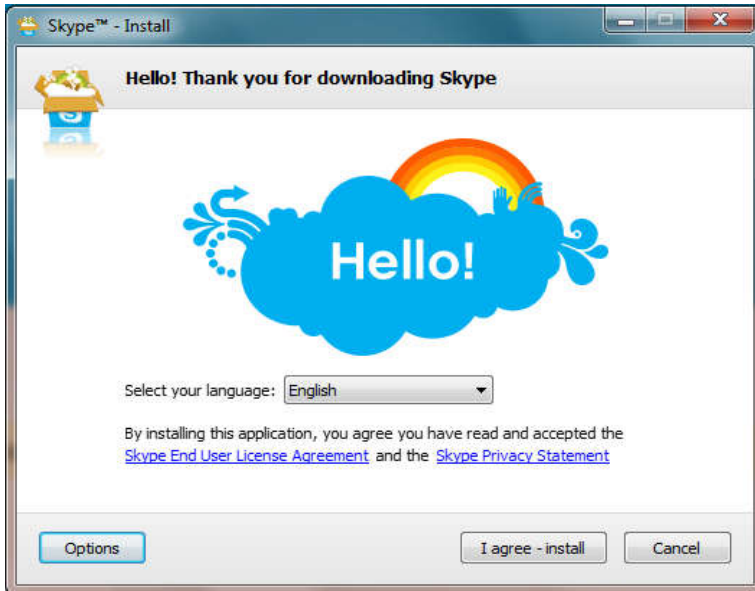 Skype™ - Install
Hello! Thank you for downloading Skype
Hello!
Select your language: English
By installing this application, you agree you have read and accepted the
Skype End User License Agreement and the Skype Privacy Statement
Options I agree - install Cancel